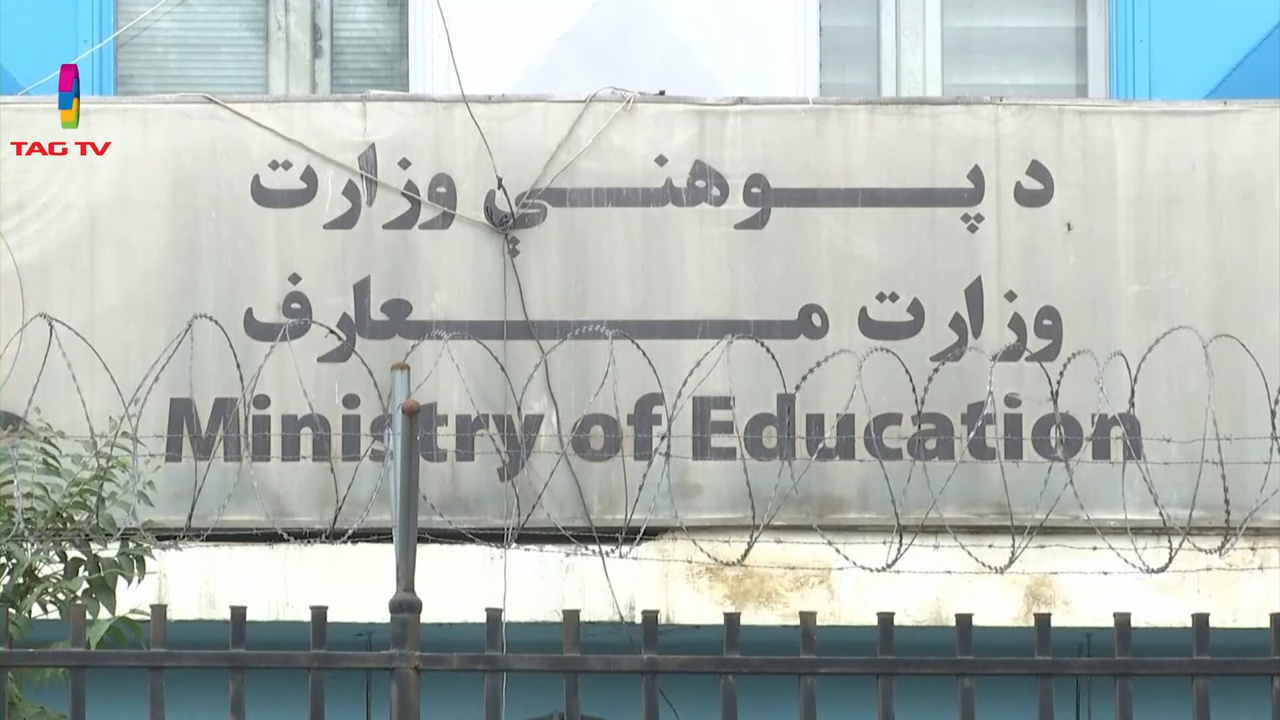 TAG TV
د پوهنې وزارت
وزارت معارف
Ministry of Education